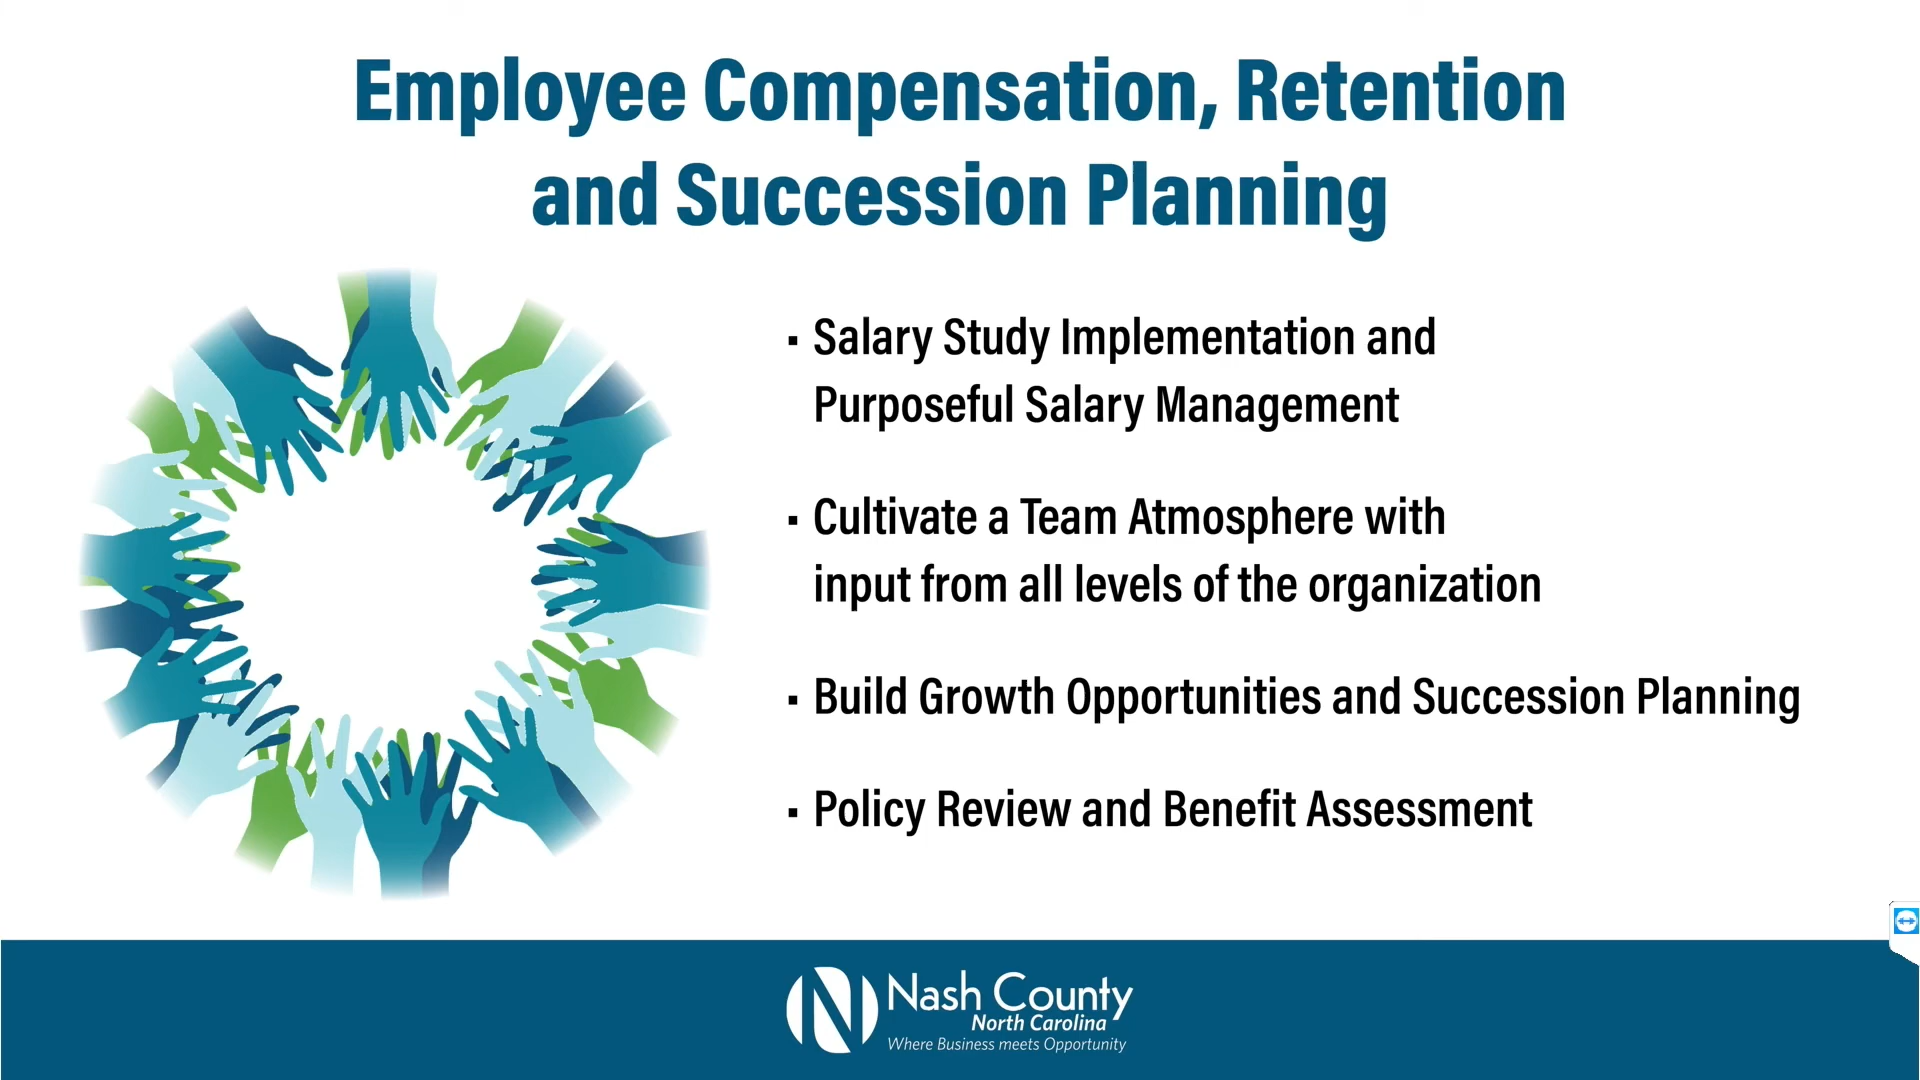 Employee Compensation, Retention
and Succession Planning
▪ Salary Study Implementation and
Purposeful Salary Management
▪ Cultivate a Team Atmosphere with
input from all levels of the organization
▪ Build Growth Opportunities and Succession Planning
▪ Policy Review and Benefit Assessment
Nash County
North Carolina
Where Business meets Opportunity